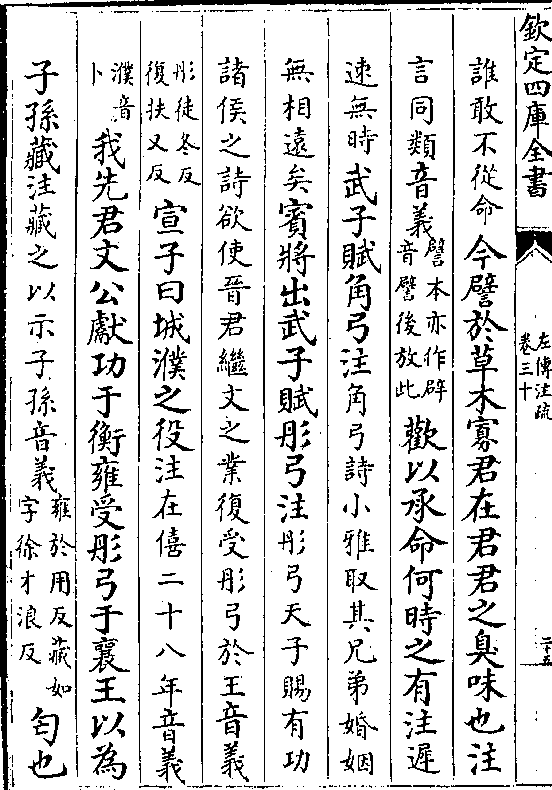 欽定四庫全書
左傳注疏
卷三十
二十五
誰敢不從命今譬於草木寡君在君君之臭味也注
言同類音義譬本亦作辟音譬後放此歡以承命何時之有注遲
速無時武子賦角弓注角弓詩小雅取其兄弟婚姻
無相遠矣賓將出武子賦彤弓注彤弓天子賜有功
諸侯之詩欲使晉君繼文之業復受彤弓於王音義
彤徒冬反復扶又反宣子曰城濮之役注在僖二十八年音義
濮音卜我先君文公獻功于衡雍受彤弓于襄王以為
子孫藏注藏之以示子孫音義雍於用反藏如字徐才浪反匄也